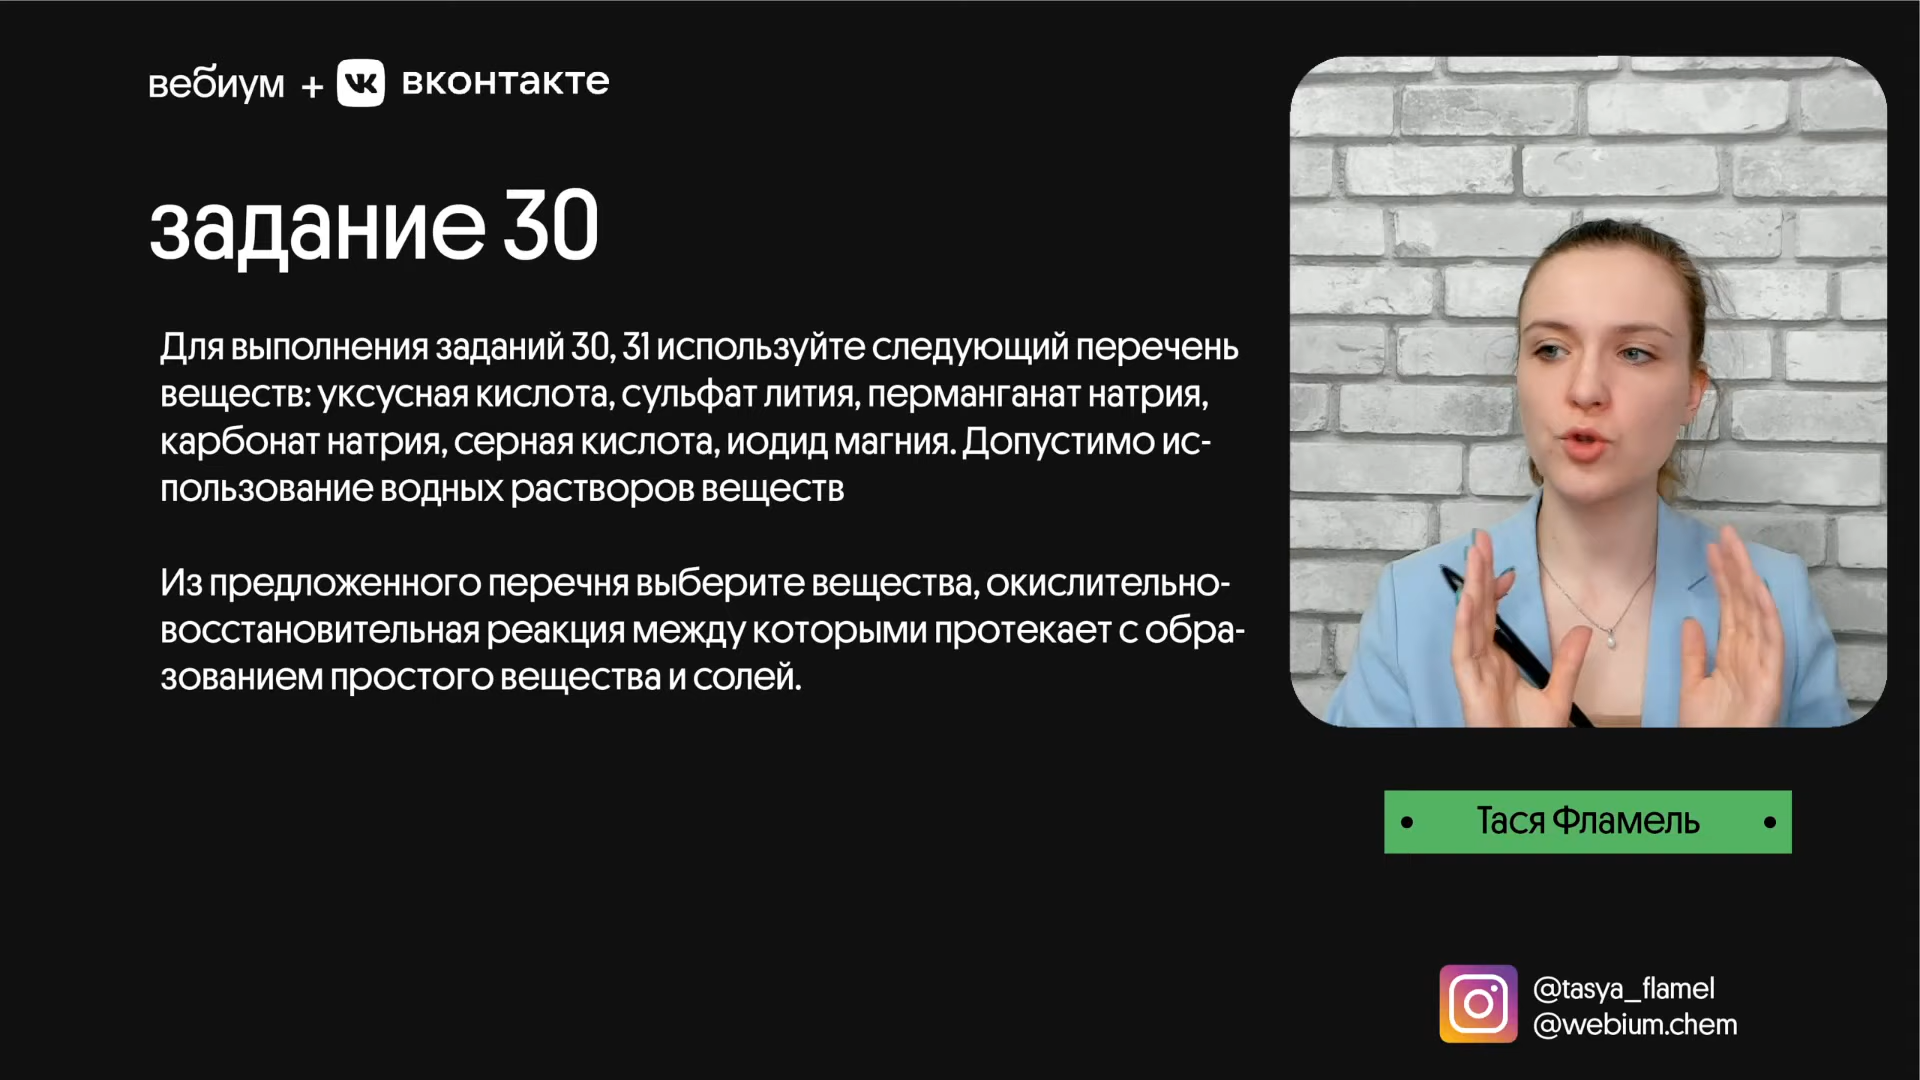 вебиум + вконтакте
задание 30
Для выполнения заданий 30, 31 используйте следующий перечень
веществ: уксусная кислота, сульфат лития, перманганат натрия,
карбонат натрия, серная кислота, иодид магния. Допустимо ис-
пользование водных растворов веществ
Из предложенного перечня выберите вещества, окислительно-
восстановительная реакция между которыми протекает с обра-
зованием простого вещества и солей.
• Тася Фламель •
@tasya_flamel
@webium.chem